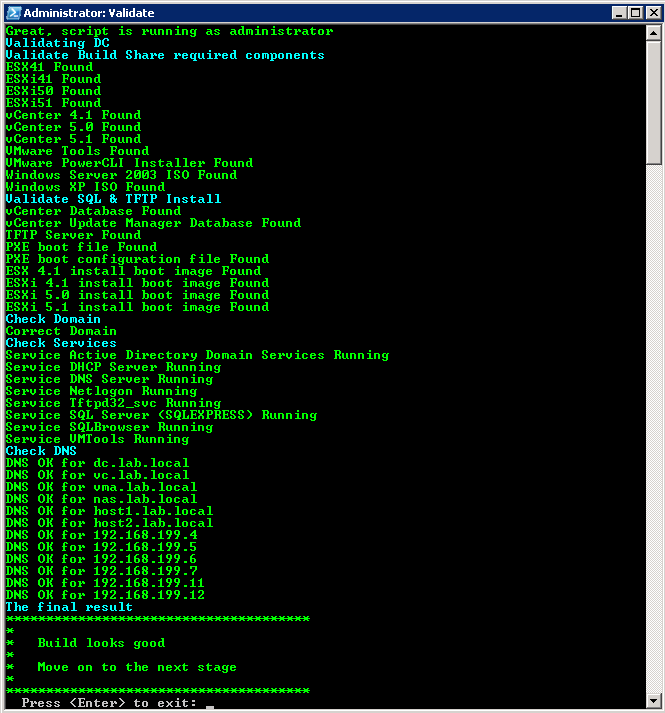 Administrator: Validate
Great, script is running as administrator
Validating DC
Validate Build Share required components
ESX41 Found
ESXi41 Found
ESXi50 Found
ESXi51 Found
vCenter 4.1 Found
vCenter 5.0 Found
vCenter 5.1 Found
VMware Tools Found
VMware PowerCLI Installer Found
Windows Server 2003 ISO Found
Windows XP ISO Found
Validate SQL & TFTP Install
vCenter Database Found
vCenter Update Manager Database Found
TFTP Server Found
PXE boot file Found
PXE boot configuration file Found
ESX 4.1 install boot image Found
ESXi 4.1 install boot image Found
ESXi 5.0 install boot image Found
ESXi 5.1 install boot image Found
Check Domain
Correct Domain
Check Services
Service Active Directory Domain Services Running
Service DHCP Server Running
Service DNS Server Running
Service Netlogon Running
Service Tftpd32_svc Running
Service SQL Server (SQLEXPRESS) Running
Service SQLBrowser Running
Service VMTools Running
Check DNS
DNS OK for dc.lab.local
DNS OK for vc.lab.local
DNS OK for vma.lab.local
DNS OK for nas.lab.local
DNS OK for host1.lab.local
DNS OK for host2.lab.local
DNS OK for 192.168.199.4
DNS OK for 192.168.199.5
DNS OK for 192.168.199.6
DNS OK for 192.168.199.7
DNS OK for 192.168.199.11
DNS OK for 192.168.199.12
The final result
**************************************
*
*   Build looks good
*
*   Move on to the next stage
*
**************************************
Press <Enter> to exit: _